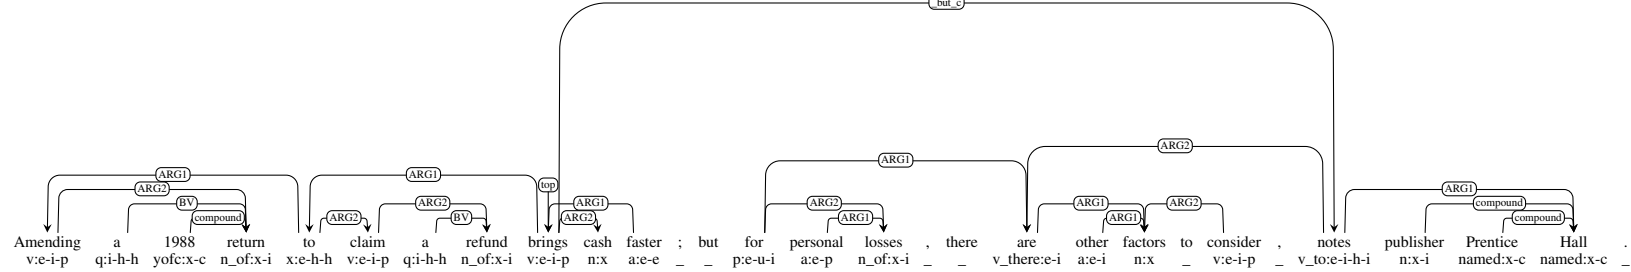 _but_c
ARG2
ARG1
ARG1 ARG1 ARG1
ARG2 top
BV ARG2 ARG1 ARG2 ARG1 ARG2 compound
compound ARG2 BV ARG2 ARG1 ARG1 compound
Amending a 1988 return to claim a refund brings cash faster ; but for personal losses , there are other factors to consider , notes publisher Prentice Hall .
v:e-i-p q:i-h-h yofc:x-c n_of:x-i x:e-h-h v:e-i-p q:i-h-h n_of:x-i v:e-i-p n:x a:e-e _ _ p:e-u-i a:e-p n_of:x-i _ _ v_there:e-i a:e-i n:x _ v:e-i-p _ v_to:e-i-h-i n:x-i named:x-c named:x-c _